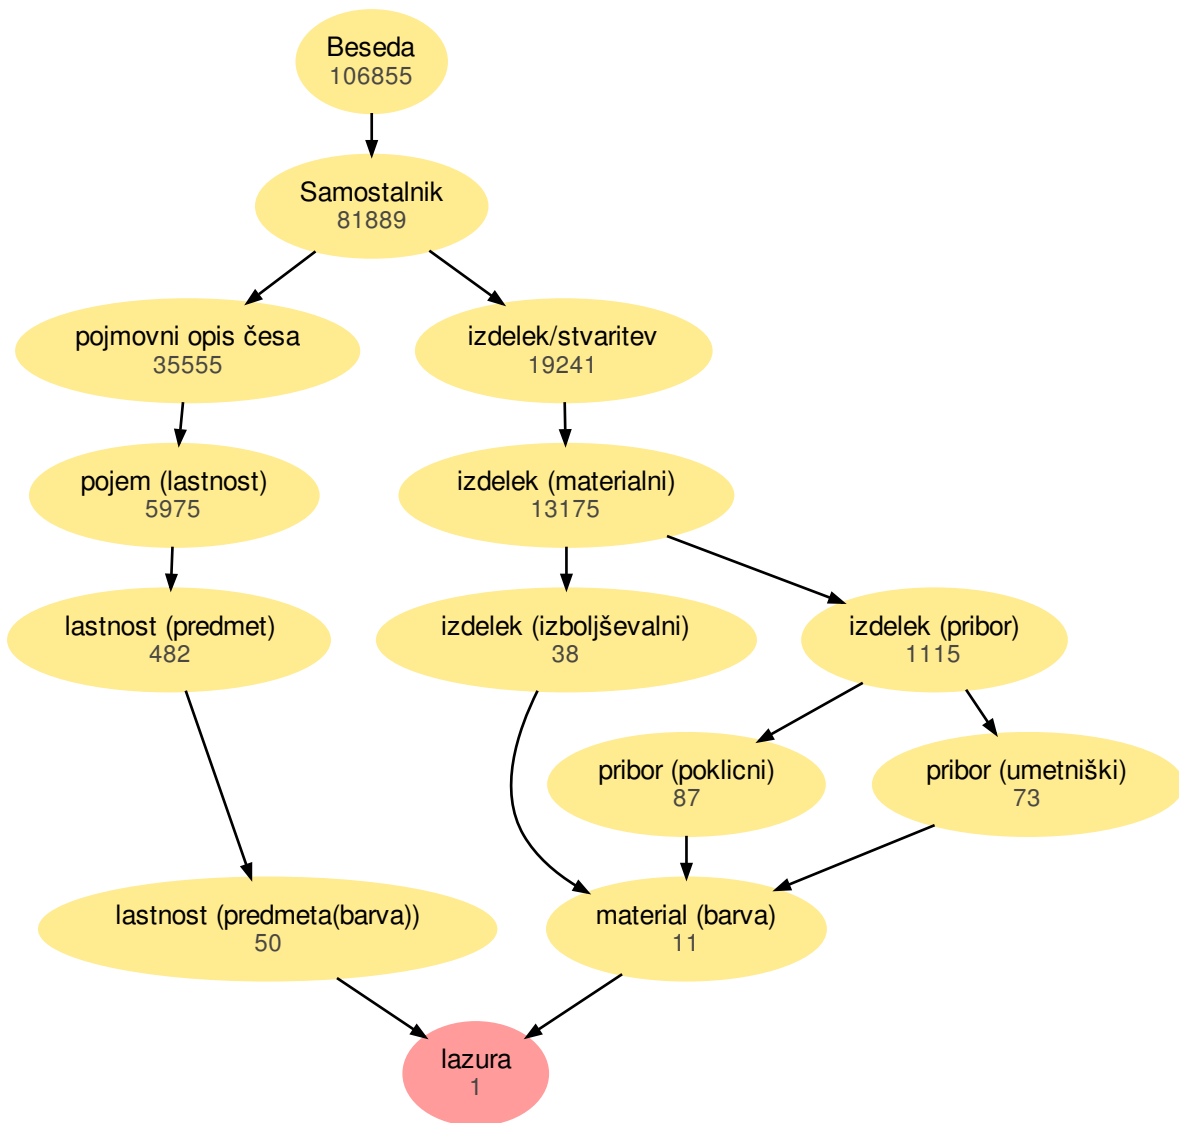 Beseda
106855
Samostalnik
81889
pojmovni opis česa
35555
izdelek/stvaritev
19241
pojem (lastnost)
5975
izdelek (materialni)
13175
lastnost (predmet)
482
izdelek (izboljševalni)
38
izdelek (pribor)
1115
pribor (poklicni)
87
pribor (umetniški)
73
lastnost (predmeta(barva))
50
material (barva)
11
lazura
1